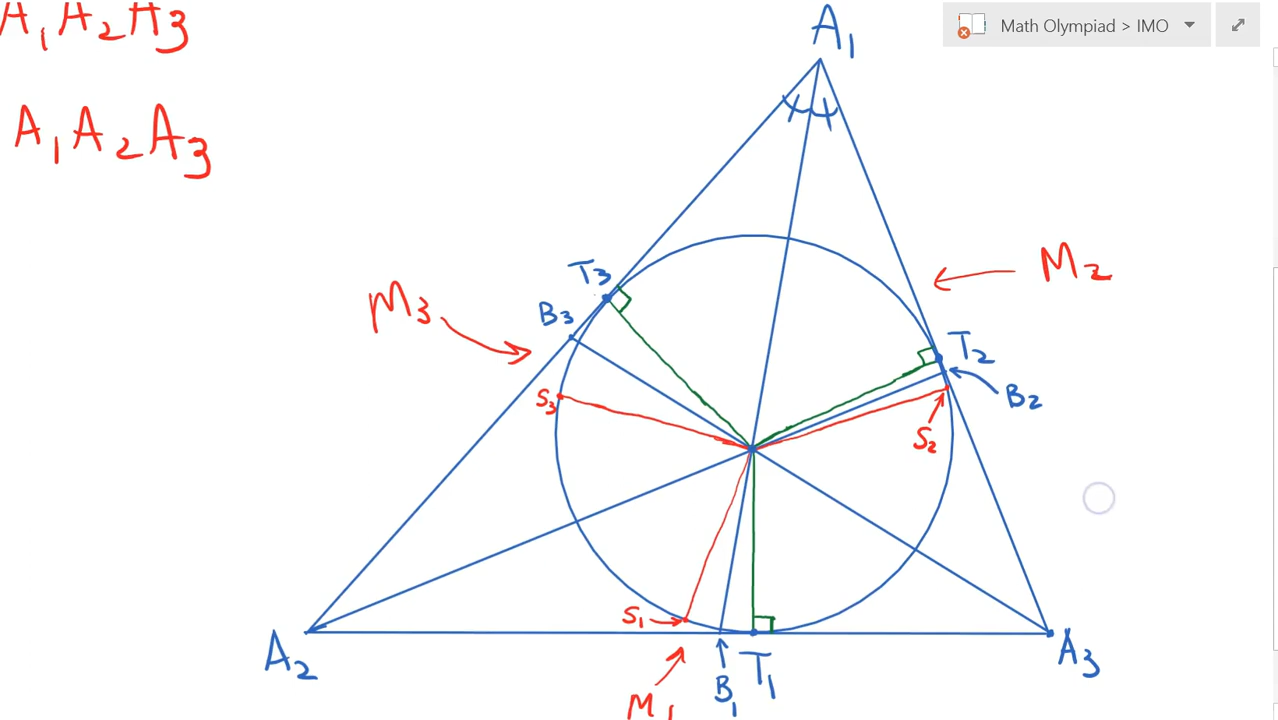 A1A2A3
A1A2A3
Math Olympiad > IMO
A1
M2
T3
M3
B3
T2
B2
S3
S2
S1
A2
M1
B1
T1
A3